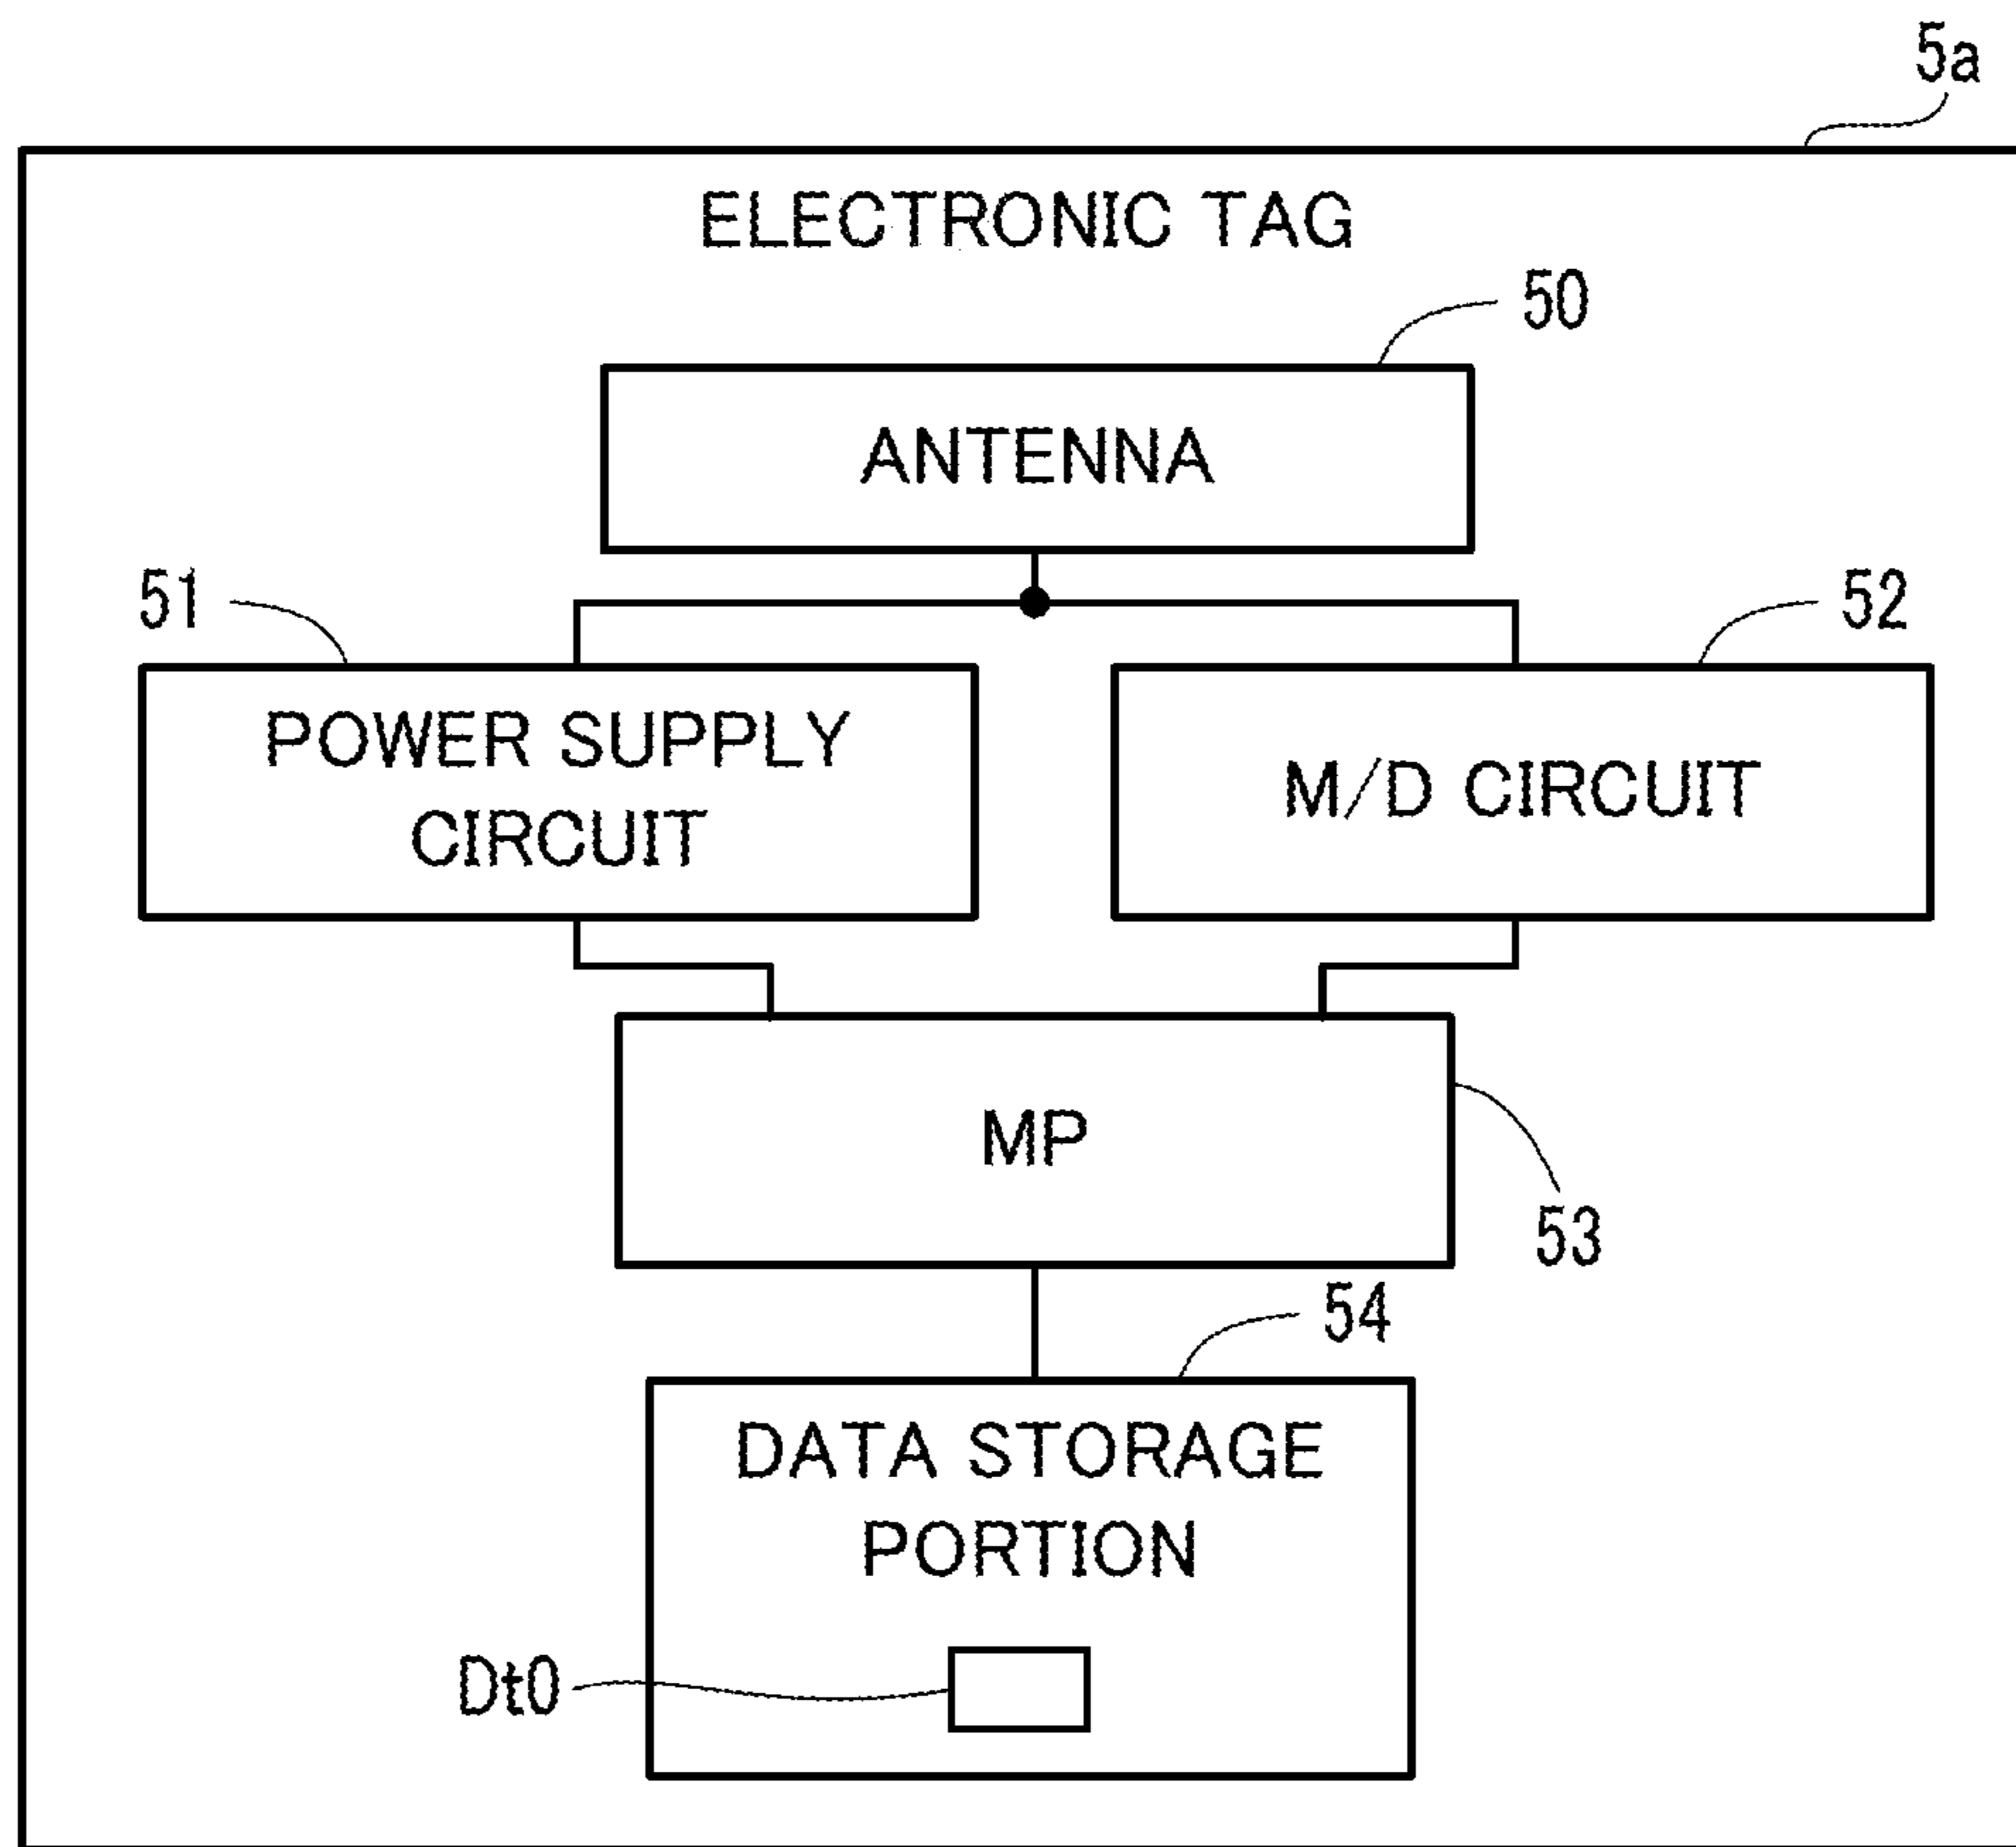 5a
ELECTRONIC TAG
50
ANTENNA
51
52
POWER SUPPLY
CIRCUIT
M/D CIRCUIT
MP
53
54
DATA STORAGE
PORTION
Dt0